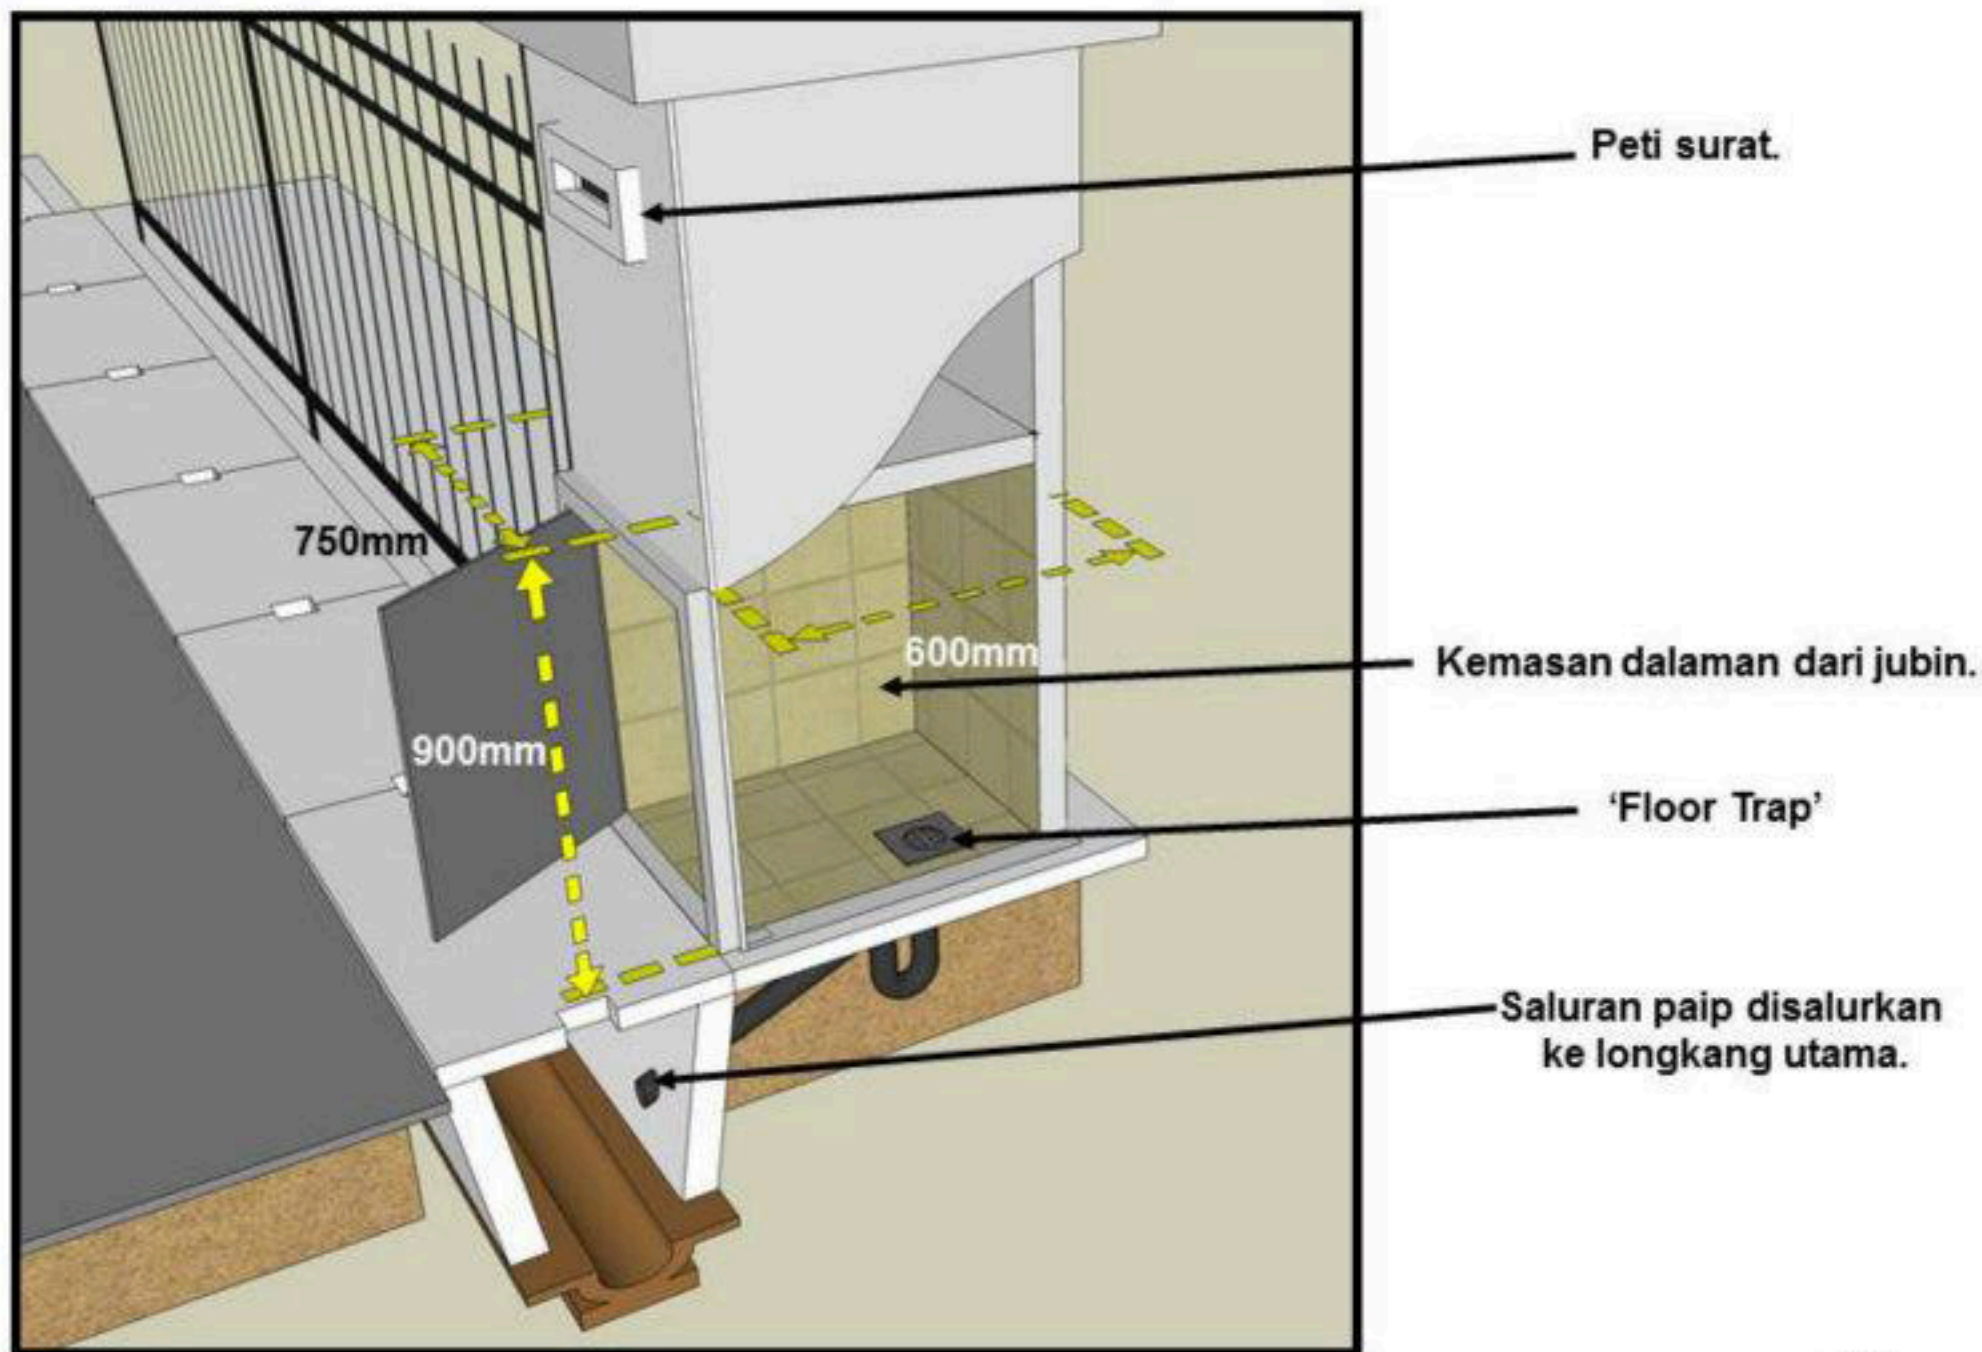 Peti surat.
750mm
600mm
Kemasan dalaman dari jubin.
900mm
‘Floor Trap’
Saluran paip disalurkan
ke longkang utama.